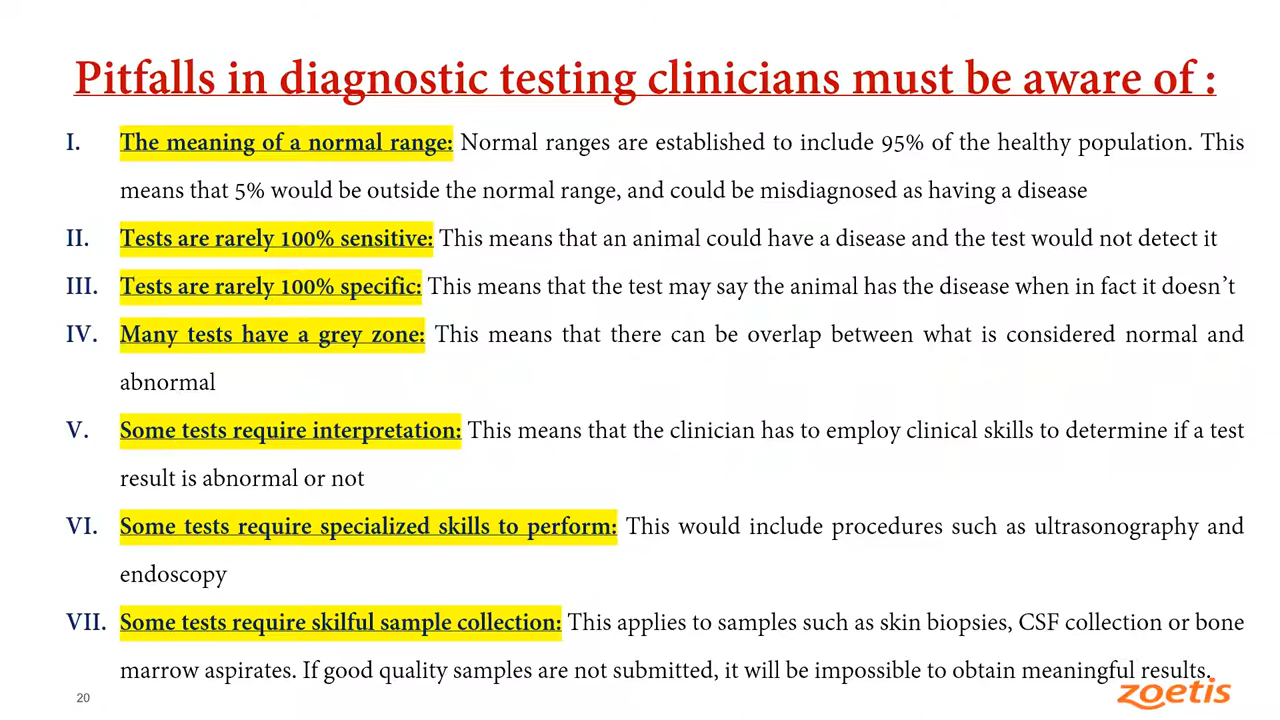 Pitfalls in diagnostic testing clinicians must be aware of :
I. The meaning of a normal range: Normal ranges are established to include 95% of the healthy population. This
means that 5% would be outside the normal range, and could be misdiagnosed as having a disease
II. Tests are rarely 100% sensitive: This means that an animal could have a disease and the test would not detect it
III. Tests are rarely 100% specific: This means that the test may say the animal has the disease when in fact it doesn’t
IV. Many tests have a grey zone: This means that there can be overlap between what is considered normal and
abnormal
V. Some tests require interpretation: This means that the clinician has to employ clinical skills to determine if a test
result is abnormal or not
VI. Some tests require specialized skills to perform: This would include procedures such as ultrasonography and
endoscopy
VII. Some tests require skilful sample collection: This applies to samples such as skin biopsies, CSF collection or bone
marrow aspirates. If good quality samples are not submitted, it will be impossible to obtain meaningful results.
20
zoetis